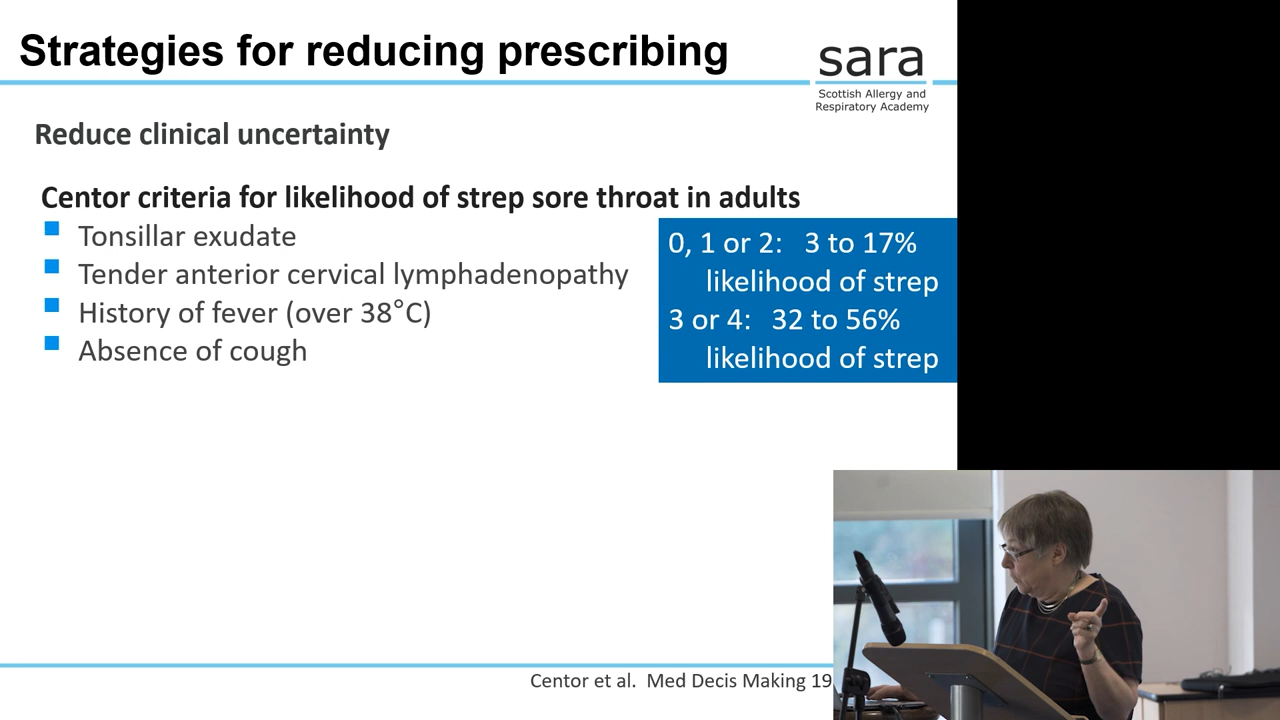 Strategies for reducing prescribing
sara
Scottish Allergy and
Respiratory Academy
Reduce clinical uncertainty
Centor criteria for likelihood of strep sore throat in adults
Tonsillar exudate
Tender anterior cervical lymphadenopathy
History of fever (over 38°C)
Absence of cough
0, 1 or 2: 3 to 17%
likelihood of strep
3 or 4: 32 to 56%
likelihood of strep
Centor et al. Med Decis Making 19